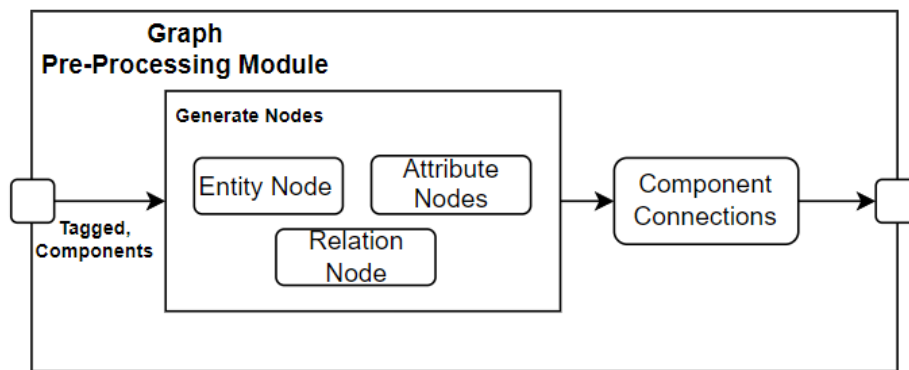 Graph
Pre-Processing Module
Generate Nodes
Entity Node
Attribute
Nodes
Relation
Node
Tagged,
Components
Component
Connections